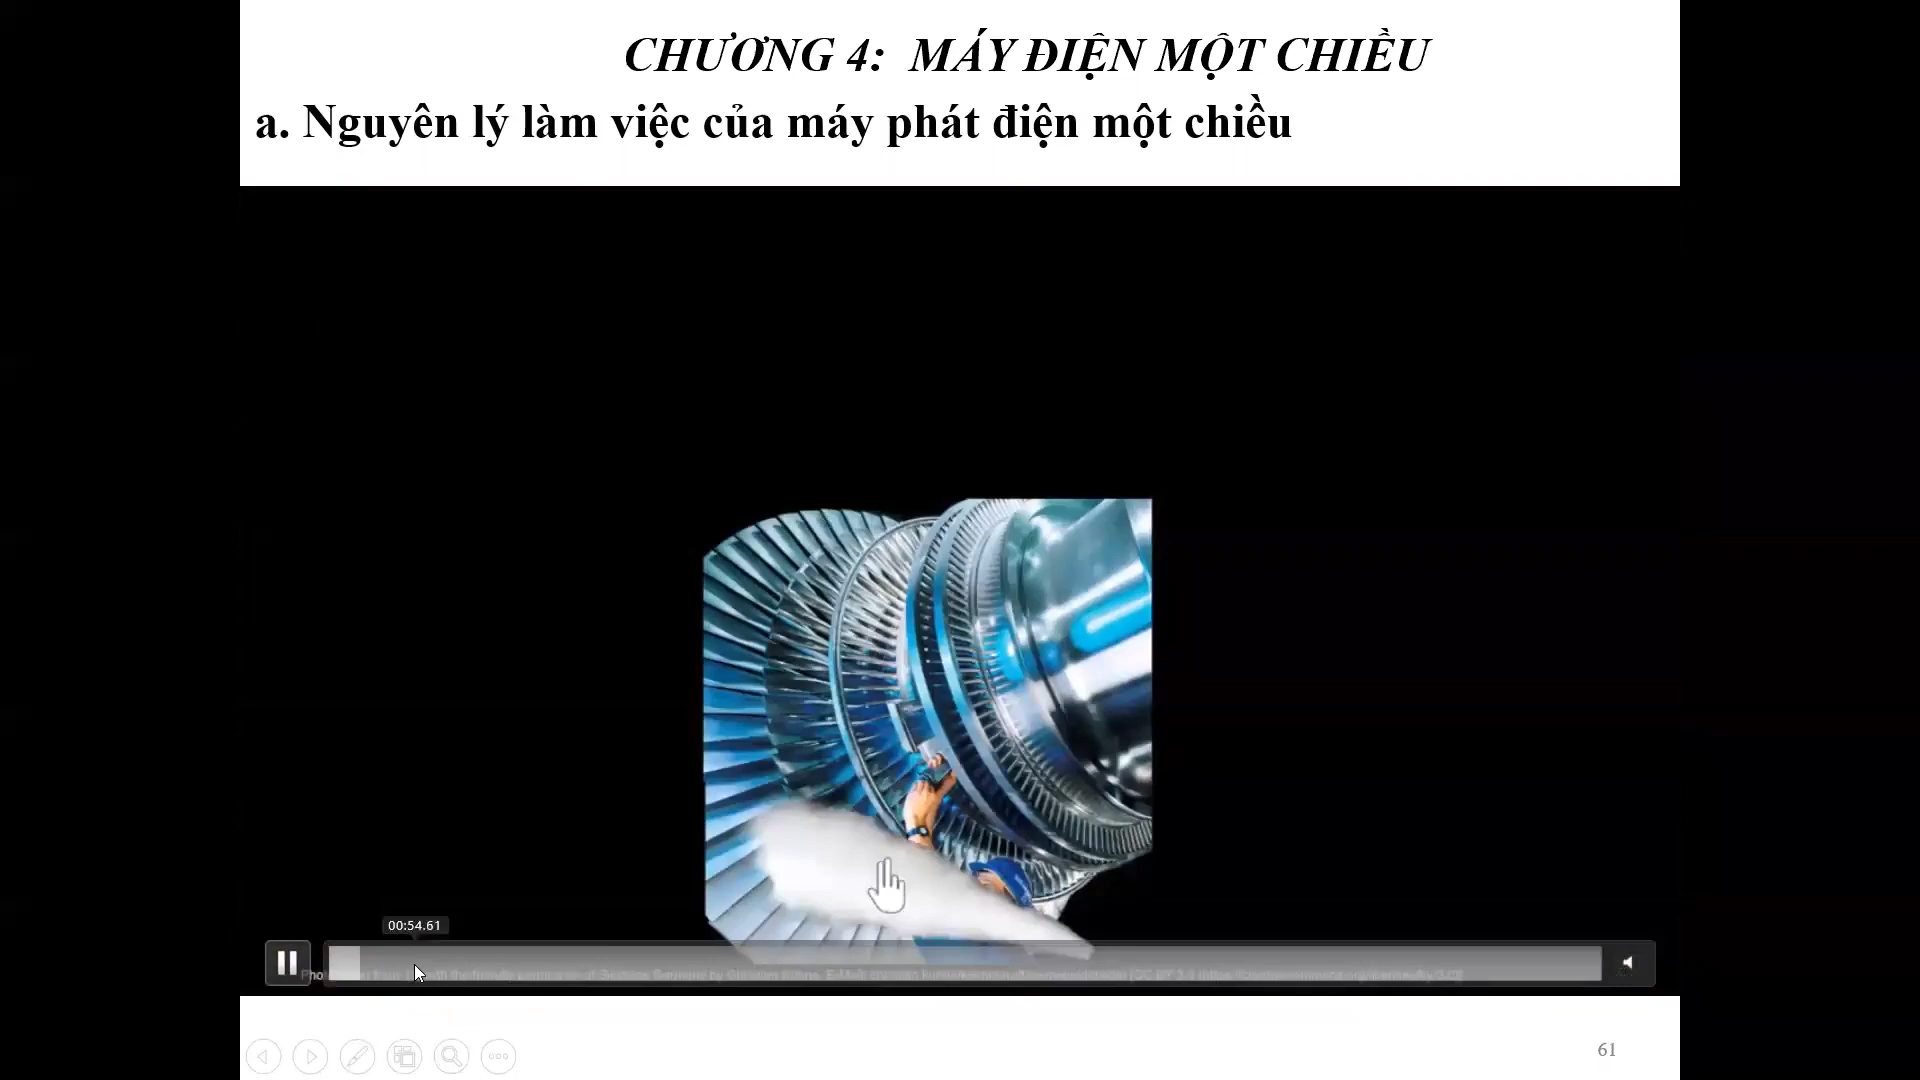 CHƯƠNG 4: MÁY ĐIỆN MỘT CHIỀU
a. Nguyên lý làm việc của máy phát điện một chiều
00:54.61
61